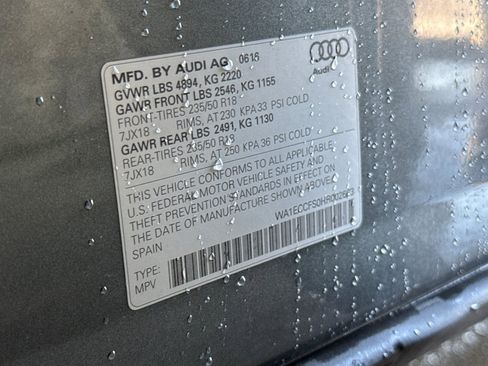 MFD. BY AUDI AG 0616
Audi
GVWR LBS 4894, KG 2220
GAWR FRONT LBS 2546, KG 1155
FRONT-TIRES 235/50 R18
7JX18 RIMS, AT 230 KPA 33 PSI COLD
GAWR REAR LBS 2491, KG 1130
REAR-TIRES 235/50 R18
7JX18 RIMS, AT 250 KPA 36 PSI COLD
THIS VEHICLE CONFORMS TO ALL APPLICABLE
U.S. FEDERAL MOTOR VEHICLE SAFETY AND
THEFT PREVENTION STANDARDS IN EFFECT ON
THE DATE OF MANUFACTURE SHOWN ABOVE.
SPAIN
TYPE:
MPV